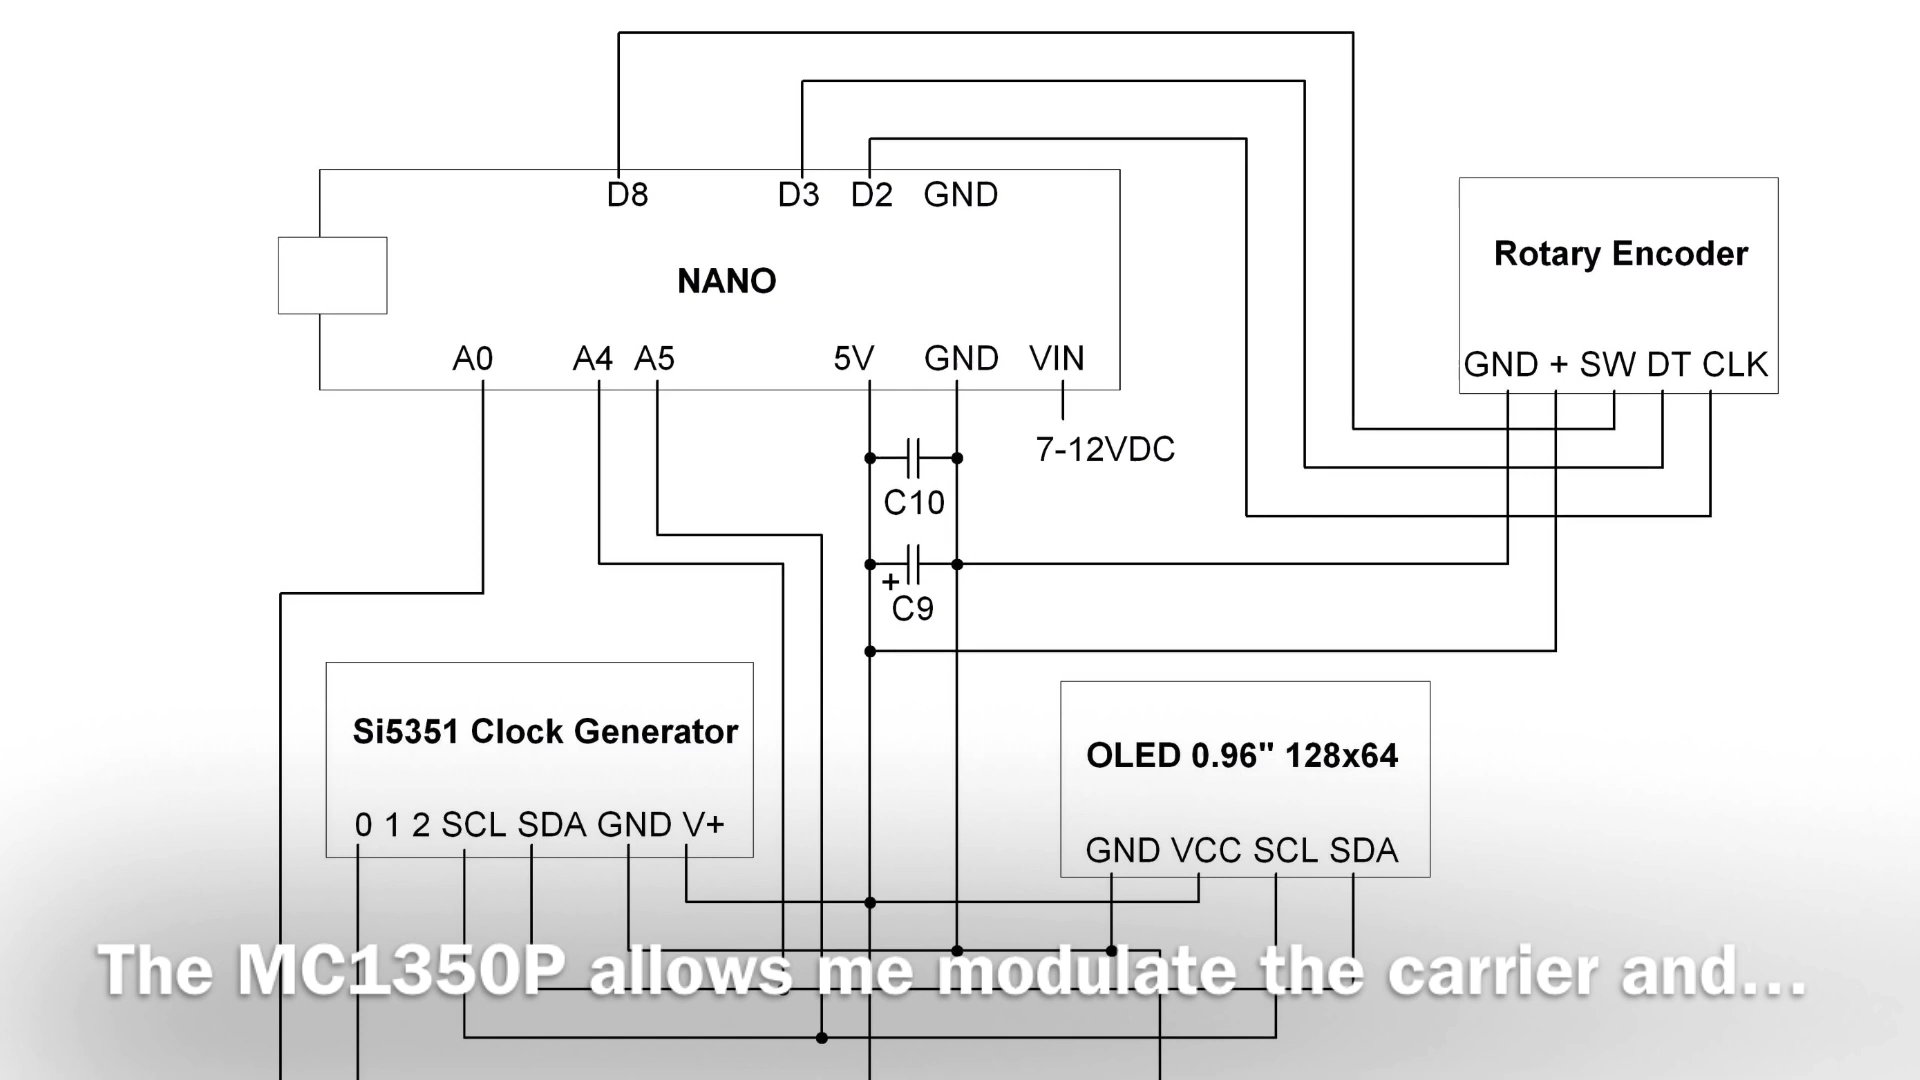 D8 D3 D2 GND
NANO
A0 A4 A5 5V GND VIN
7-12VDC
C10
+
C9
Rotary Encoder
GND + SW DT CLK
Si5351 Clock Generator
0 1 2 SCL SDA GND V+
OLED 0.96" 128x64
GND VCC SCL SDA
The MC1350P allows me modulate the carrier and...